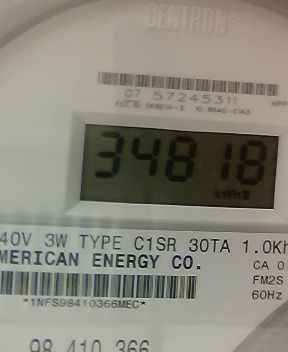 CENTRON
07 57245311
34818
kWh
40V 3W TYPE C1SR 30TA 1.0Kh
MERICAN ENERGY CO.
CA 0
FM2S
60Hz
*1NFS98410366MEC*
98 410 366